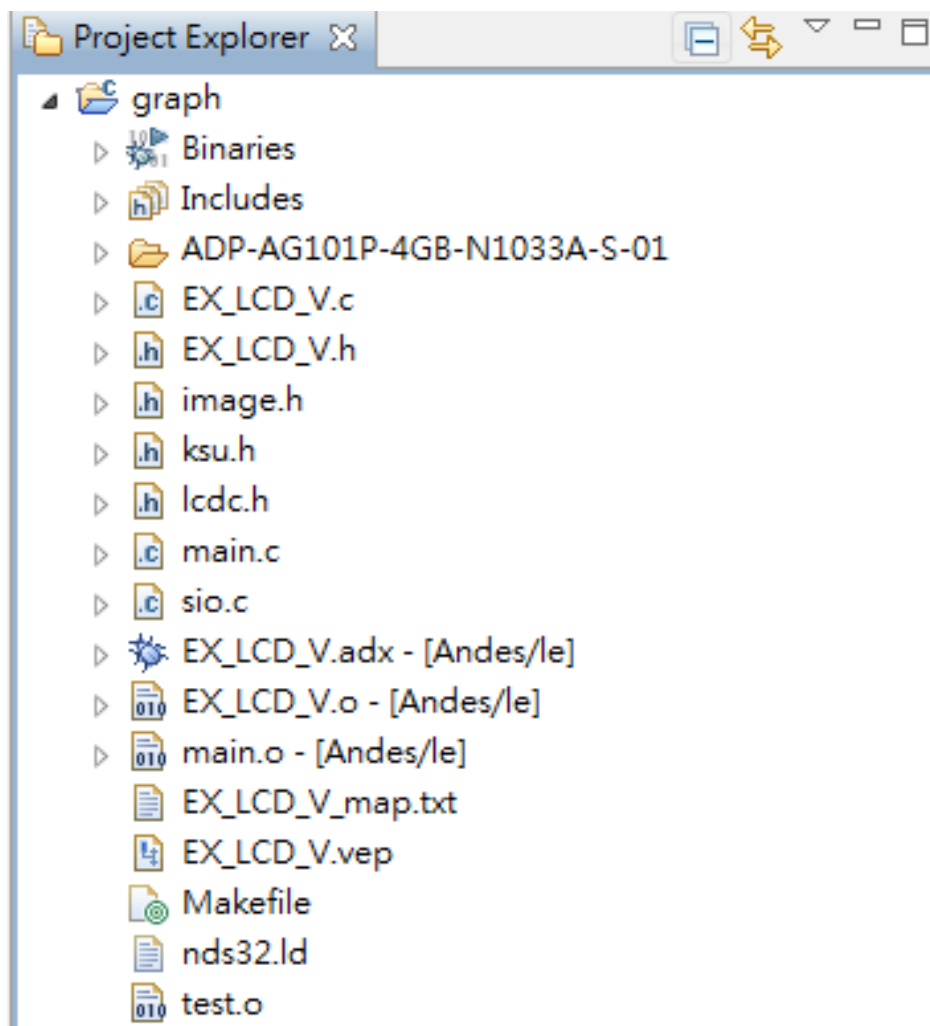 Project Explorer
graph
Binaries
Includes
ADP-AG101P-4GB-N1033A-S-01
EX_LCD_V.c
EX_LCD_V.h
image.h
ksu.h
lcdc.h
main.c
sio.c
EX_LCD_V.adx - [Andes/le]
EX_LCD_V.o - [Andes/le]
main.o - [Andes/le]
EX_LCD_V_map.txt
EX_LCD_V.vep
Makefile
nds32.ld
test.o